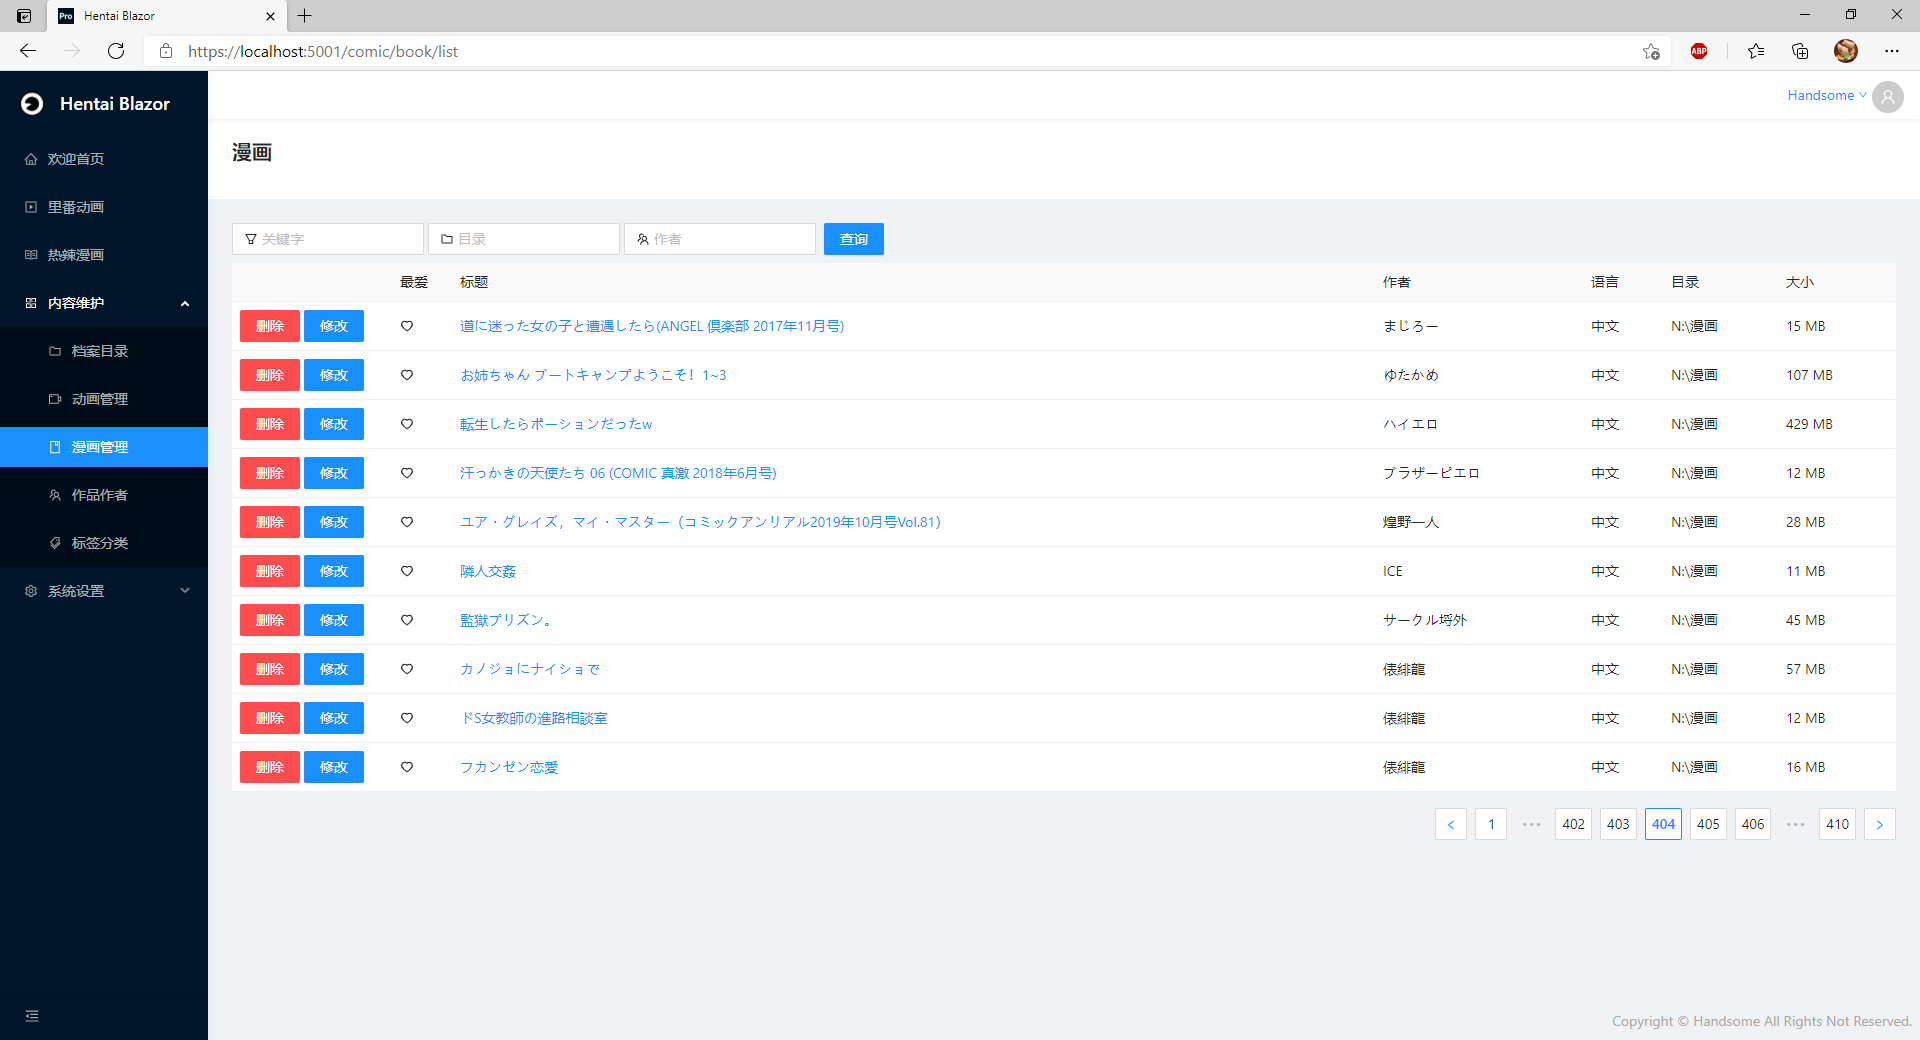 Hentai Blazor
https://localhost:5001/comic/book/list
ABP
Pro
Hentai Blazor
Handsome
欢迎首页
里番动画
热辣漫画
内容维护
档案目录
动画管理
漫画管理
作品作者
标签分类
系统设置
漫画
关键字 目录 作者 查询
最爱 标题 作者 语言 目录 大小
删除 修改 道に迷った女の子と遭遇したら(ANGEL 倶楽部 2017年11月号) まじろー 中文 N:\漫画 15 MB
删除 修改 お姉ちゃん ブートキャンプようこそ! 1~3 ゆたかめ 中文 N:\漫画 107 MB
删除 修改 転生したらポーションだったw ハイエロ 中文 N:\漫画 429 MB
删除 修改 汗っかきの天使たち 06 (COMIC 真激 2018年6月号) ブラザーピエロ 中文 N:\漫画 12 MB
删除 修改 ユア・グレイズ，マイ・マスター（コミックアンリアル2019年10月号Vol.81） 煌野一人 中文 N:\漫画 28 MB
删除 修改 隣人交姦 ICE 中文 N:\漫画 11 MB
删除 修改 監獄プリズン。 サークル埒外 中文 N:\漫画 45 MB
删除 修改 カノジョにナイショで 俵緋龍 中文 N:\漫画 57 MB
删除 修改 ドS女教師の進路相談室 俵緋龍 中文 N:\漫画 12 MB
删除 修改 フカンゼン恋愛 俵緋龍 中文 N:\漫画 16 MB
< 1 ••• 402 403 404 405 406 ••• 410 >
Copyright © Handsome All Rights Not Reserved.